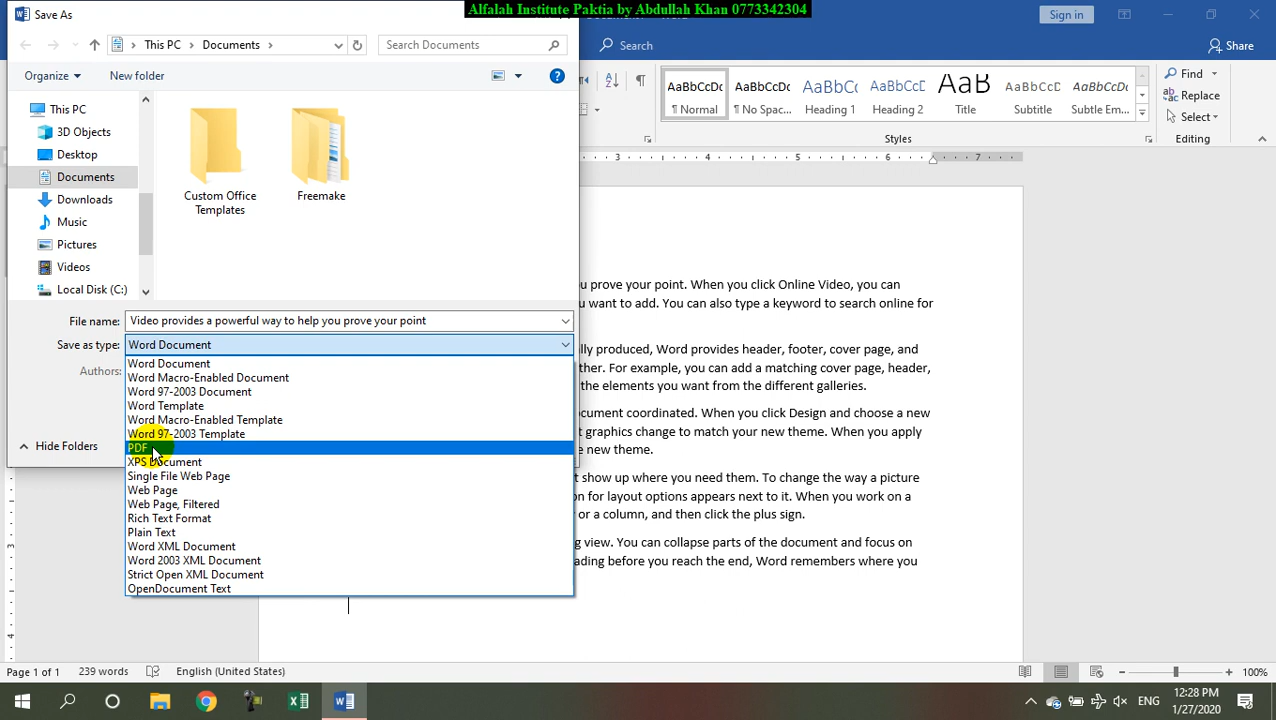 Alfalah Institute Paktia by Abdullah Khan 0773342304
Save As
Sign in
This PC > Documents >
Search Documents
Search
Share
Organize
New folder
This PC
3D Objects
Desktop
Documents
Downloads
Music
Pictures
Videos
Local Disk (C:)
Custom Office Templates
Freemake
AaBbCcDc
¶ Normal
AaBbCcDc
¶ No Spac...
AaBbCc
Heading 1
AaBbCcC
Heading 2
AaB
Title
AaBbCcC
Subtitle
AaBbCcDc
Subtle Em...
Styles
Find
Replace
Select
Editing
3 4 5 6 7
File name: Video provides a powerful way to help you prove your point
Save as type: Word Document
Authors:
Hide Folders
Word Document
Word Macro-Enabled Document
Word 97-2003 Document
Word Template
Word Macro-Enabled Template
Word 97-2003 Template
PDF
XPS Document
Single File Web Page
Web Page
Web Page, Filtered
Rich Text Format
Plain Text
Word XML Document
Word 2003 XML Document
Strict Open XML Document
OpenDocument Text
prove your point. When you click Online Video, you can
want to add. You can also type a keyword to search online for
produced, Word provides header, footer, cover page, and
For example, you can add a matching cover page, header,
the elements you want from the different galleries.
coordinated. When you click Design and choose a new
graphics change to match your new theme. When you apply
new theme.
show up where you need them. To change the way a picture
for layout options appears next to it. When you work on a
or a column, and then click the plus sign.
view. You can collapse parts of the document and focus on
before you reach the end, Word remembers where you
3
4
Page 1 of 1
239 words
English (United States)
100%
ENG
12:28 PM
1/27/2020